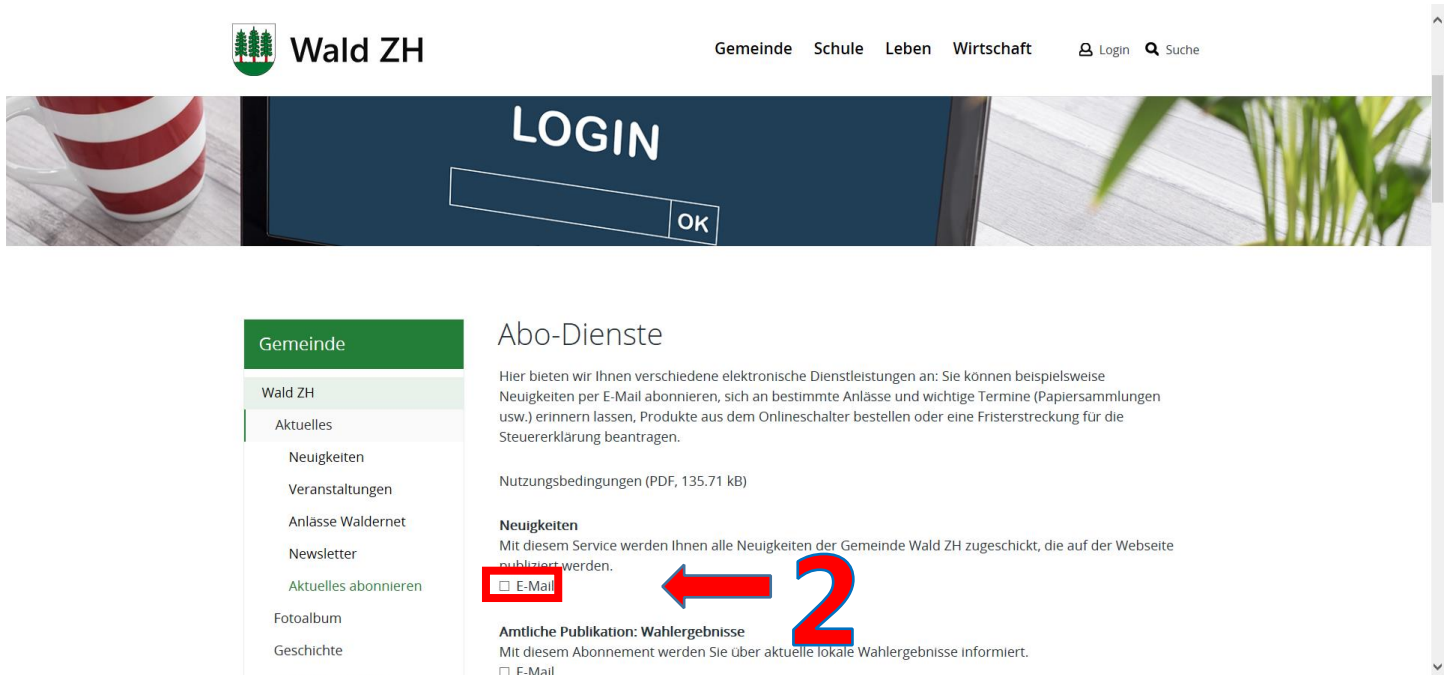 Wald ZH
Gemeinde Schule Leben Wirtschaft Login Suche
LOGIN
OK
Gemeinde
Wald ZH
Aktuelles
Neuigkeiten
Veranstaltungen
Anlässe Waldernet
Newsletter
Aktuelles abonnieren
Fotoalbum
Geschichte
Abo-Dienste
Hier bieten wir Ihnen verschiedene elektronische Dienstleistungen an: Sie können beispielsweise
Neuigkeiten per E-Mail abonnieren, sich an bestimmte Anlässe und wichtige Termine (Papiersammlungen
usw.) erinnern lassen, Produkte aus dem Onlineschalter bestellen oder eine Fristerstreckung für die
Steuererklärung beantragen.
Nutzungsbedingungen (PDF, 135.71 kB)
Neuigkeiten
Mit diesem Service werden Ihnen alle Neuigkeiten der Gemeinde Wald ZH zugeschickt, die auf der Webseite
publiziert werden.
E-Mail
2
Amtliche Publikation: Wahlergebnisse
Mit diesem Abonnement werden Sie über aktuelle lokale Wahlergebnisse informiert.
E-Mail